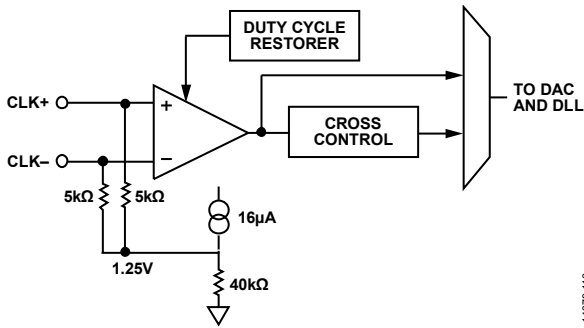 DUTY CYCLE
RESTORER
CLK+
+
TO DAC
AND DLL
CROSS
CONTROL
CLK–
–
5kΩ
5kΩ
16µA
1.25V
40kΩ